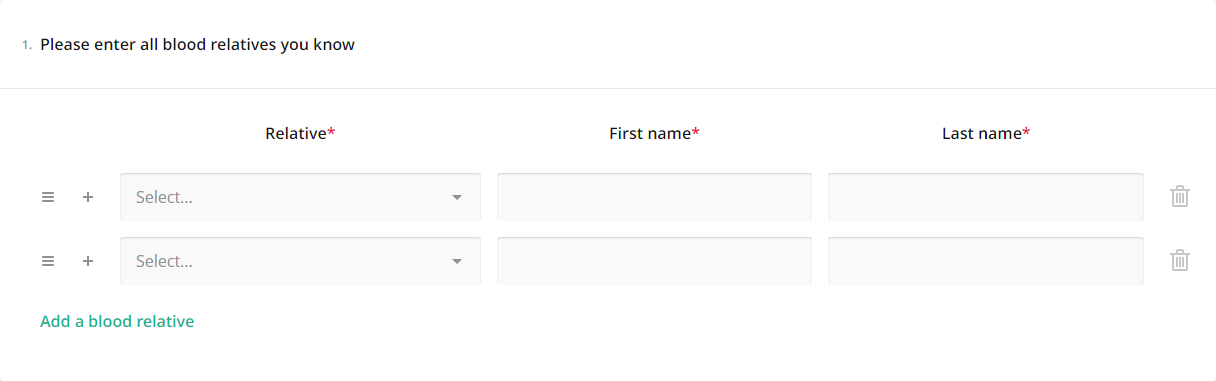 1. Please enter all blood relatives you know
Relative* First name* Last name*
Select...
Select...
Add a blood relative